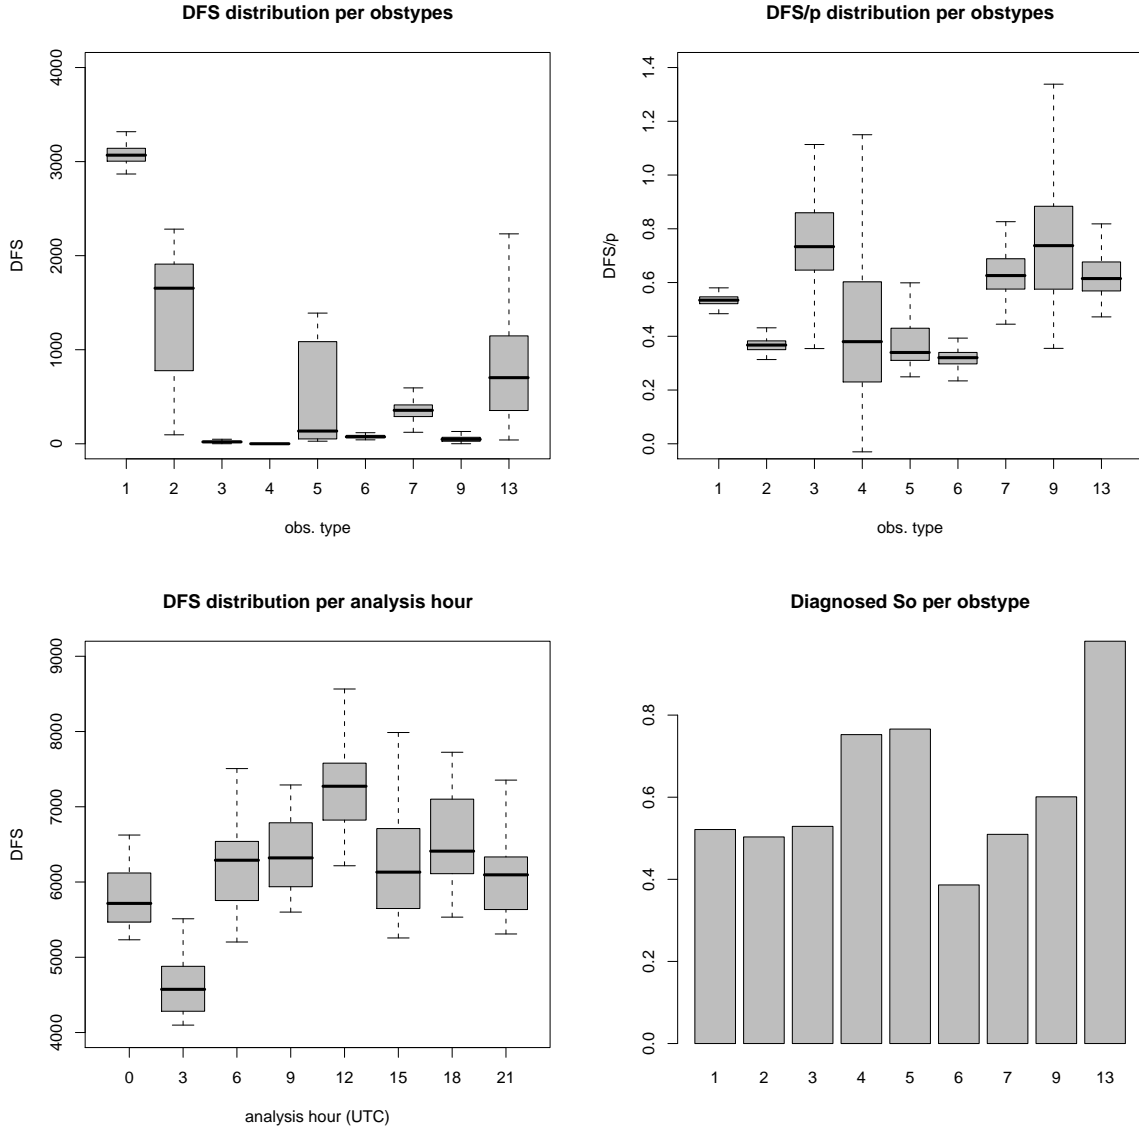 DFS distribution per obstypes
DFS
4000
3000
2000
1000
0
1 2 3 4 5 6 7 9 13
obs. type
DFS/p distribution per obstypes
DFS/p
1.4
1.2
1.0
0.8
0.6
0.4
0.2
0.0
1 2 3 4 5 6 7 9 13
obs. type
DFS distribution per analysis hour
DFS
9000
8000
7000
6000
5000
4000
0 3 6 9 12 15 18 21
analysis hour (UTC)
Diagnosed So per obstype
0.8
0.6
0.4
0.2
0.0
1 2 3 4 5 6 7 9 13